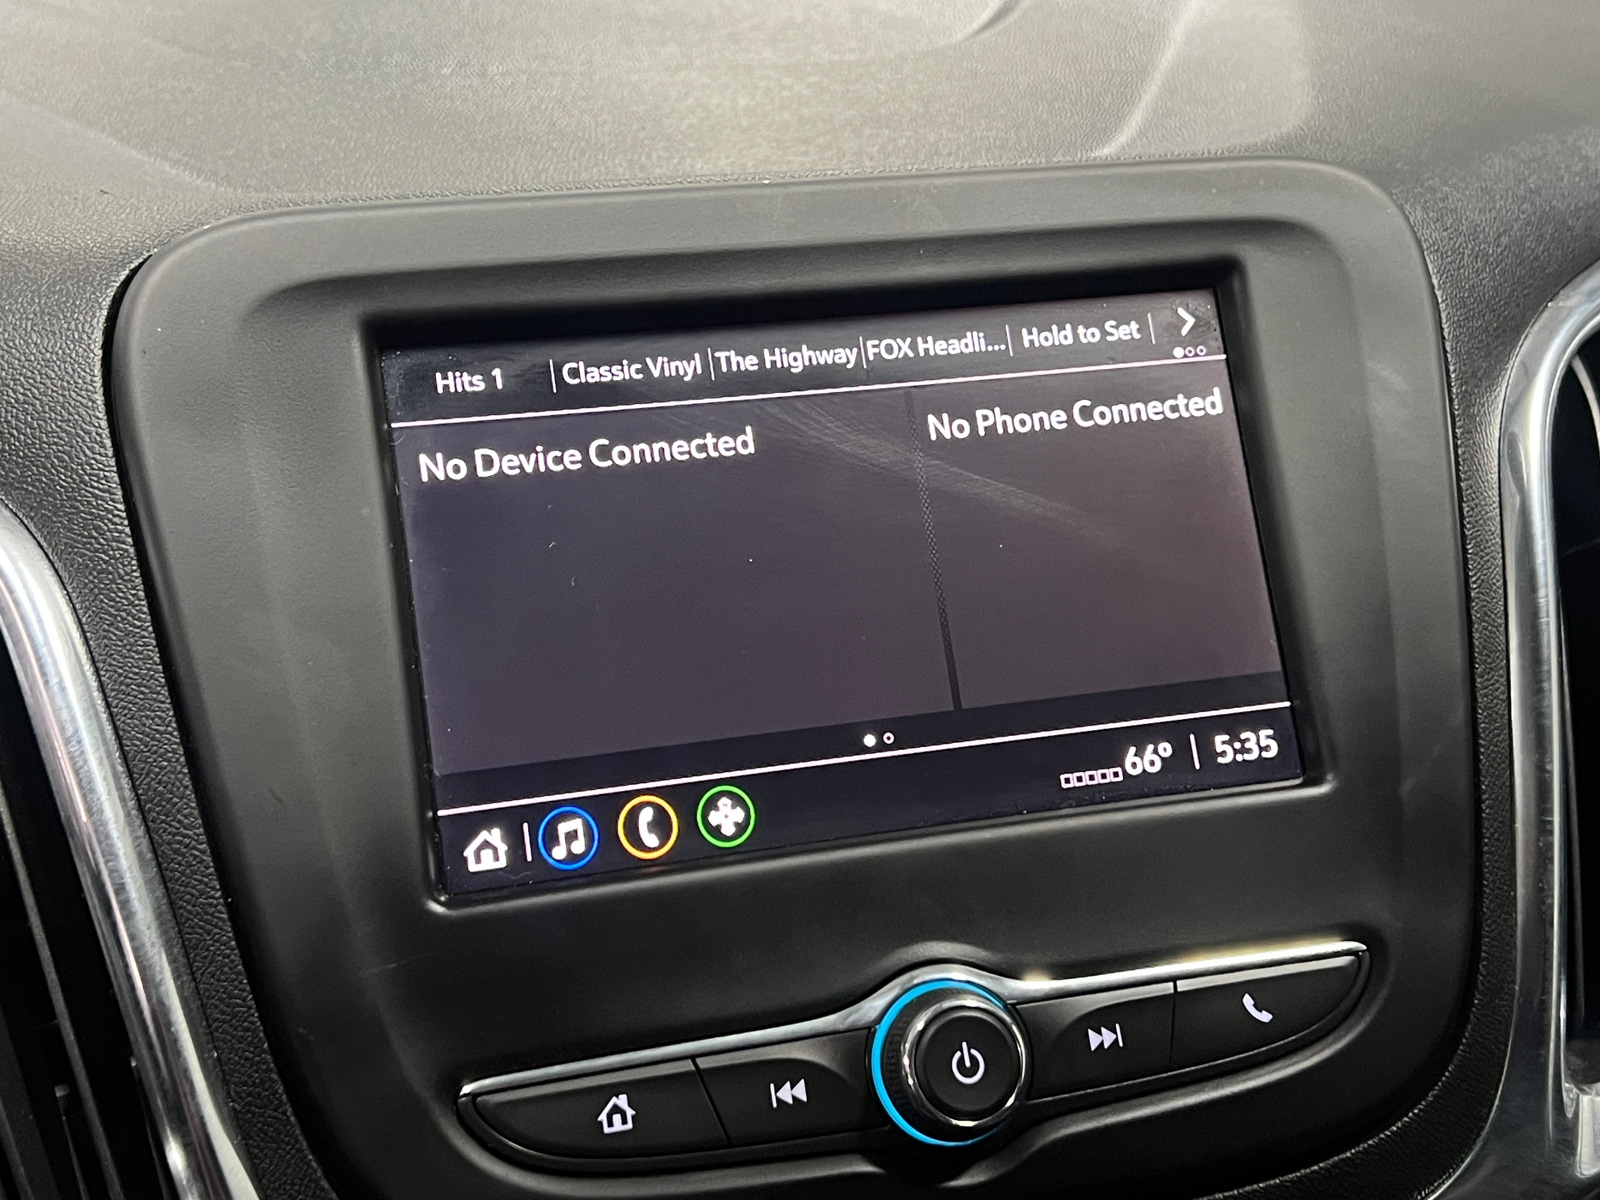 Hits 1 | Classic Vinyl | The Highway | FOX Headli... | Hold to Set |
No Device Connected
No Phone Connected
66° | 5:35